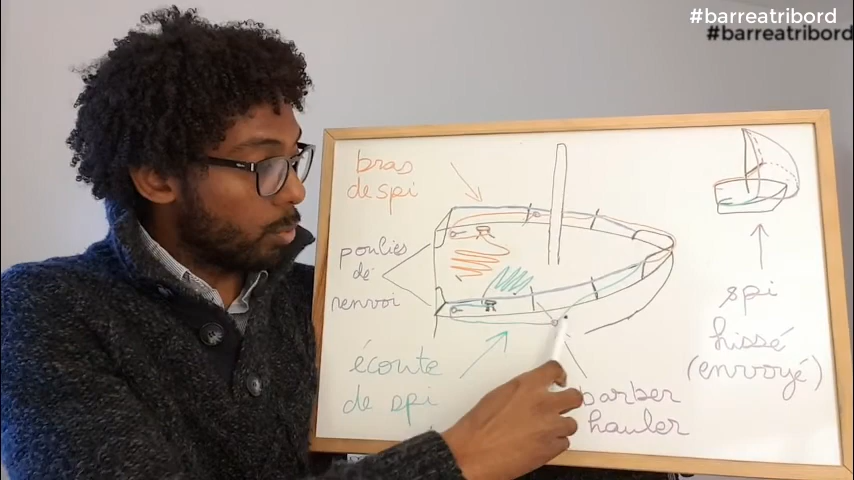 #barreatribord
#barreatribord
bras
de spi
poulies
de
renvoi
écoute
de spi
barber
hauler
spi
hissé
(envoyé)